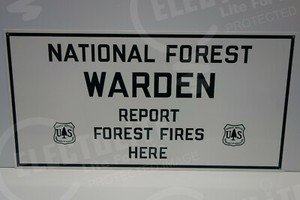 NATIONAL FOREST
WARDEN
REPORT
FOREST FIRES
HERE
U S
U S